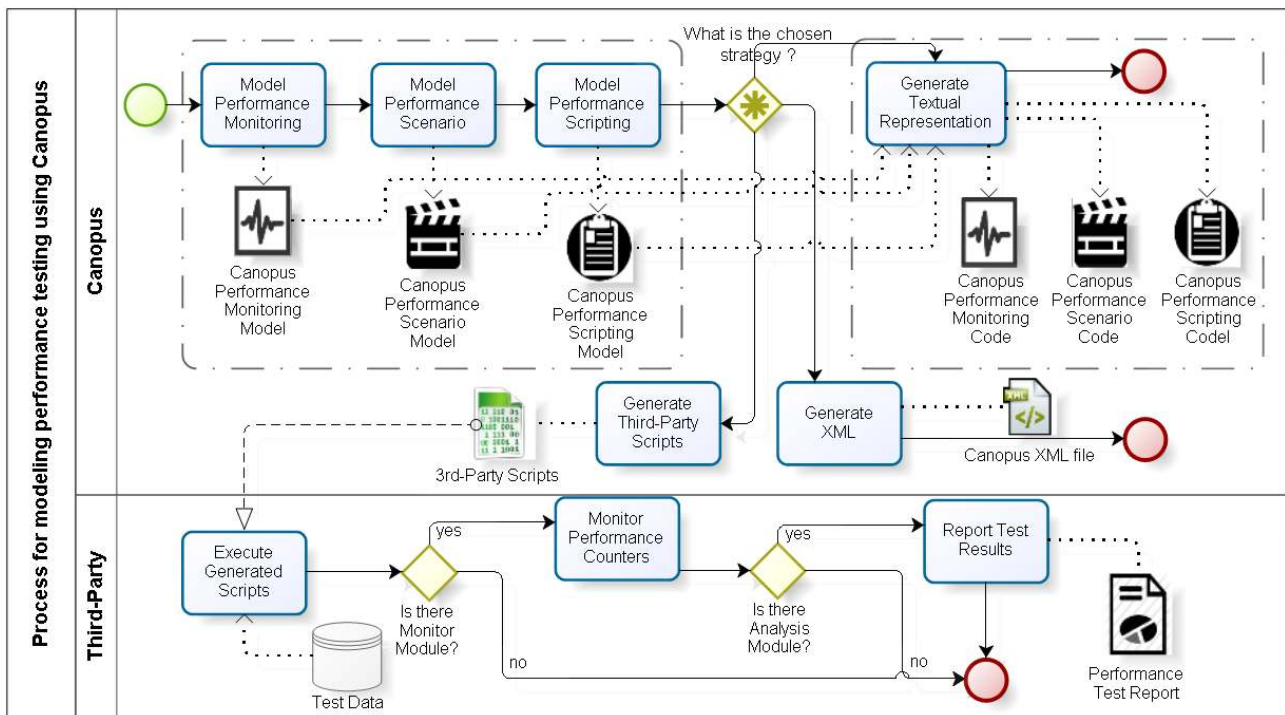 Process for modeling performance testing using Canopus
Canopus
What is the chosen
strategy ?
Model
Performance
Monitoring
Model
Performance
Scenario
Model
Performance
Scripting
Generate
Textual
Representation
Canopus
Performance
Monitoring
Model
Canopus
Performance
Scenario
Model
Canopus
Performance
Scripting
Model
Canopus
Performance
Monitoring
Code
Canopus
Performance
Scenario
Code
Canopus
Performance
Scripting
Codel
3rd-Party Scripts
Generate
Third-Party
Scripts
Generate
XML
XML
</>
Canopus XML file
Third-Party
Execute
Generated
Scripts
Test Data
yes
Is there
Monitor
Module?
no
Monitor
Performance
Counters
yes
Is there
Analysis
Module?
no
Report Test
Results
Performance
Test Report